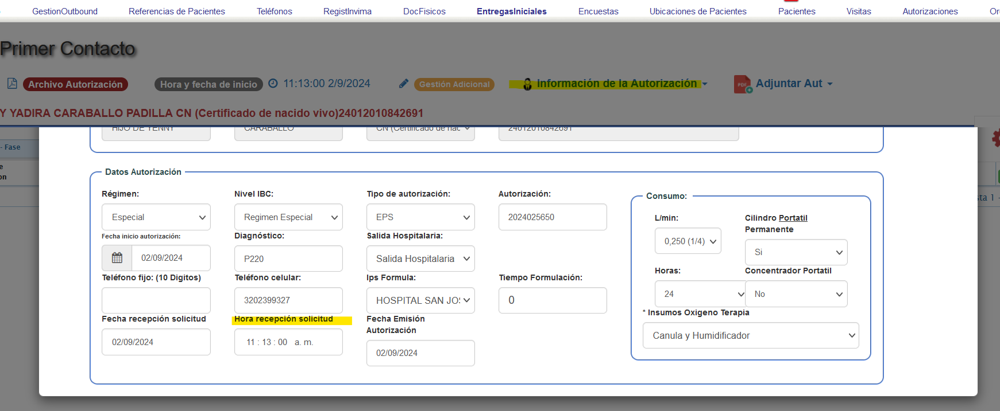 GestionOutbound Referencias de Pacientes Teléfonos RegistInvima DocFisicos EntregasIniciales Encuestas Ubicaciones de Pacientes Pacientes Visitas Autorizaciones Or
Primer Contacto
Archivo Autorización Hora y fecha de inicio 11:13:00 2/9/2024 Gestión Adicional Información de la Autorización PDF Adjuntar Aut
Y YADIRA CARABALLO PADILLA CN (Certificado de nacido vivo)24012010842691
HIJO DE YENNY CARABALLO CN (Certificado de nac 24012010842691
- Fase
e
on
sta 1 -
Datos Autorización
Régimen: Nivel IBC: Tipo de autorización: Autorización:
Especial Regimen Especial EPS 2024025650
Fecha inicio autorización: Diagnóstico: Salida Hospitalaria:
02/09/2024 P220 Salida Hospitalaria
Teléfono fijo: (10 Digitos) Teléfono celular: Ips Formula: Tiempo Formulación:
3202399327 HOSPITAL SAN JOS 0
Fecha recepción solicitud Hora recepción solicitud Fecha Emisión
Autorización
02/09/2024 11 : 13 : 00 a. m. 02/09/2024
Consumo:
L/min: Cilindro Portatil
Permanente
0,250 (1/4) Si
Horas: Concentrador Portatil
24 No
* Insumos Oxigeno Terapia
Canula y Humidificador